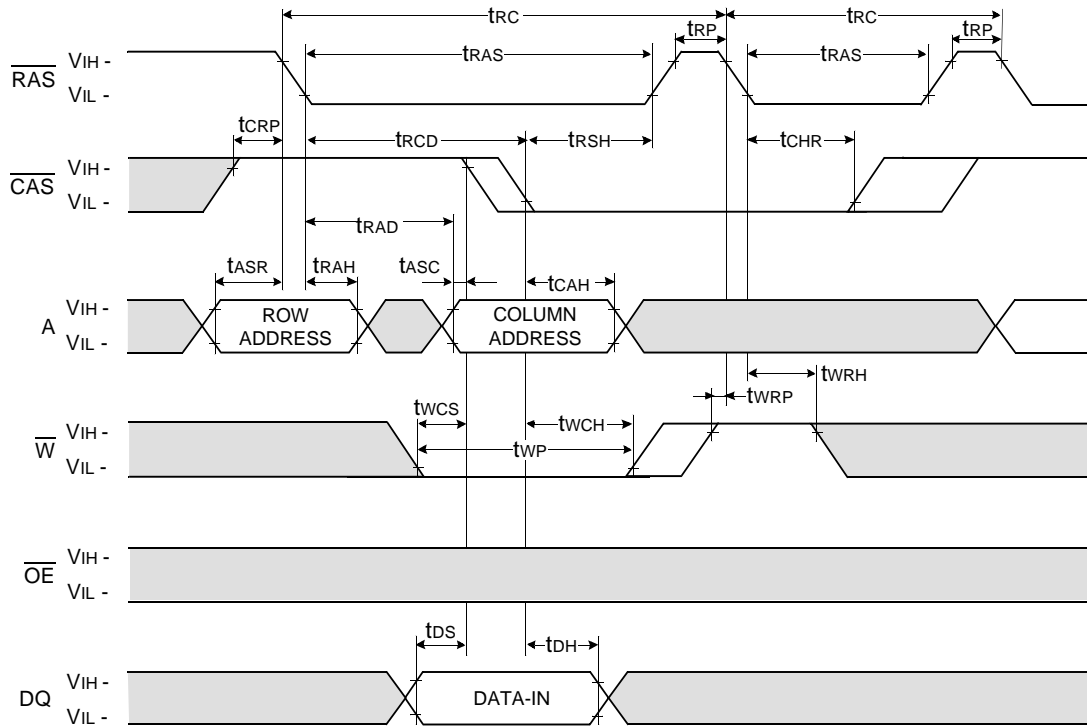 tRC tRC
tRP tRP
tRAS tRAS
RAS VIH -
VIL -
tCRP tRCD tRSH tCHR
CAS VIH -
VIL -
tRAD
tASR tRAH tASC tCAH
A VIH -
VIL -
ROW
ADDRESS
COLUMN
ADDRESS
tWRH
tWRP
tWCS tWCH
tWP
W VIH -
VIL -
OE VIH -
VIL -
tDS tDH
DQ VIH -
VIL -
DATA-IN